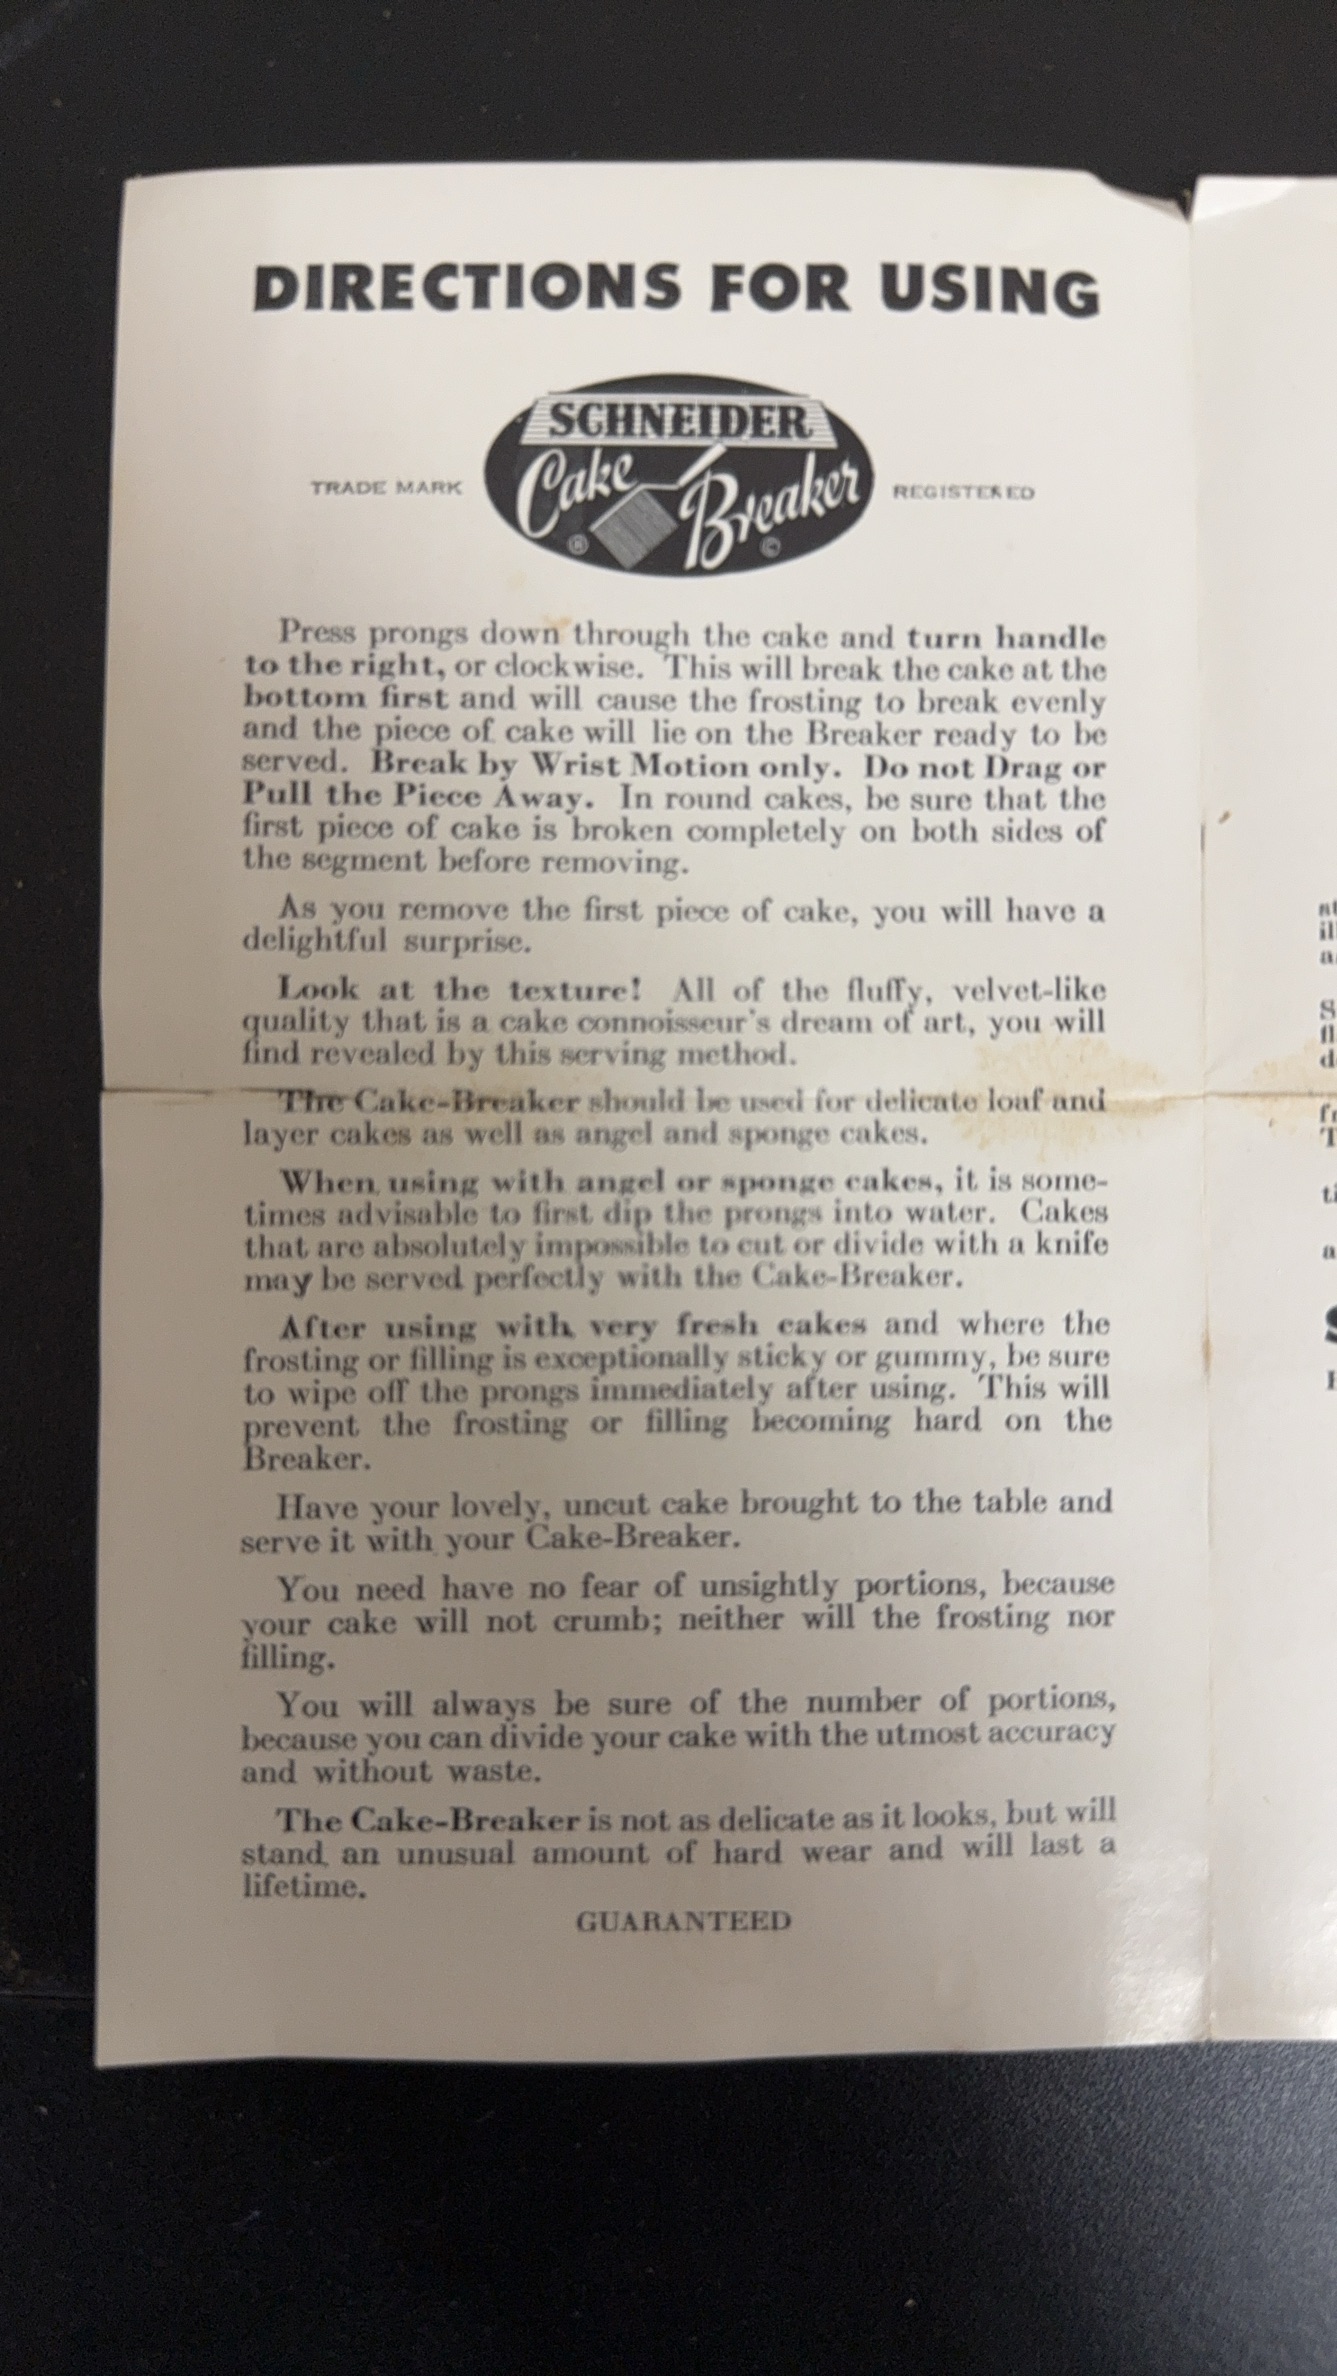 DIRECTIONS FOR USING
SCHNEIDER
Cake Breaker
® ©
TRADE MARK
REGISTERED
Press prongs down through the cake and turn handle
to the right, or clockwise. This will break the cake at the
bottom first and will cause the frosting to break evenly
and the piece of cake will lie on the Breaker ready to be
served. Break by Wrist Motion only. Do not Drag or
Pull the Piece Away. In round cakes, be sure that the
first piece of cake is broken completely on both sides of
the segment before removing.
As you remove the first piece of cake, you will have a
delightful surprise.
Look at the texture! All of the fluffy, velvet-like
quality that is a cake connoisseur's dream of art, you will
find revealed by this serving method.
The Cake-Breaker should be used for delicate loaf and
layer cakes as well as angel and sponge cakes.
When using with angel or sponge cakes, it is some-
times advisable to first dip the prongs into water. Cakes
that are absolutely impossible to cut or divide with a knife
may be served perfectly with the Cake-Breaker.
After using with very fresh cakes and where the
frosting or filling is exceptionally sticky or gummy, be sure
to wipe off the prongs immediately after using. This will
prevent the frosting or filling becoming hard on the
Breaker.
Have your lovely, uncut cake brought to the table and
serve it with your Cake-Breaker.
You need have no fear of unsightly portions, because
your cake will not crumb; neither will the frosting nor
filling.
You will always be sure of the number of portions,
because you can divide your cake with the utmost accuracy
and without waste.
The Cake-Breaker is not as delicate as it looks, but will
stand an unusual amount of hard wear and will last a
lifetime.
GUARANTEED